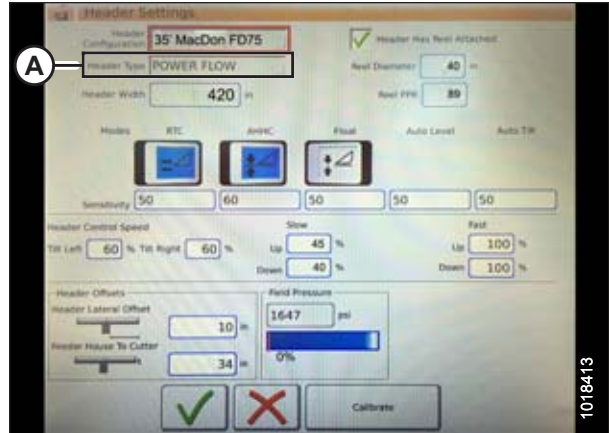 Header Settings
Header Configuration 35' MacDon FD75
Header Has Reel Attached
A
Header Type POWER FLOW
Reel Diameter 40 in
Header Width 420 in
Reel PPR 89
Modes RTC AHHC Float Auto Level Auto Tilt
Sensitivity 50 60 50 50 50
Header Control Speed
Slow
Fast
Tilt Left 60 % Tilt Right 60 %
Up 45 %
Up 100 %
Down 40 %
Down 100 %
Header Offsets
Field Pressure
Header Lateral Offset
10 in
1647 psi
Feeder House To Cutter
34 in
0%
Calibrate
1018413